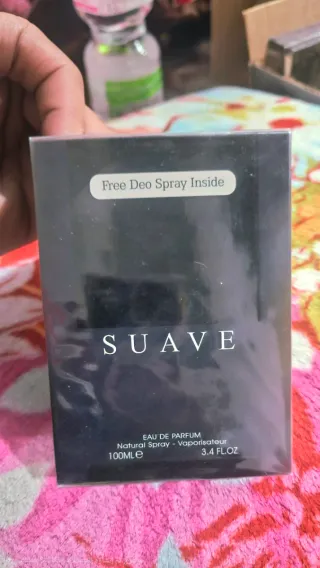 Free Deo Spray Inside
SUAVE
EAU DE PARFUM
Natural Spray - Vaporisateur
100ML℮ 3.4 FL.OZ